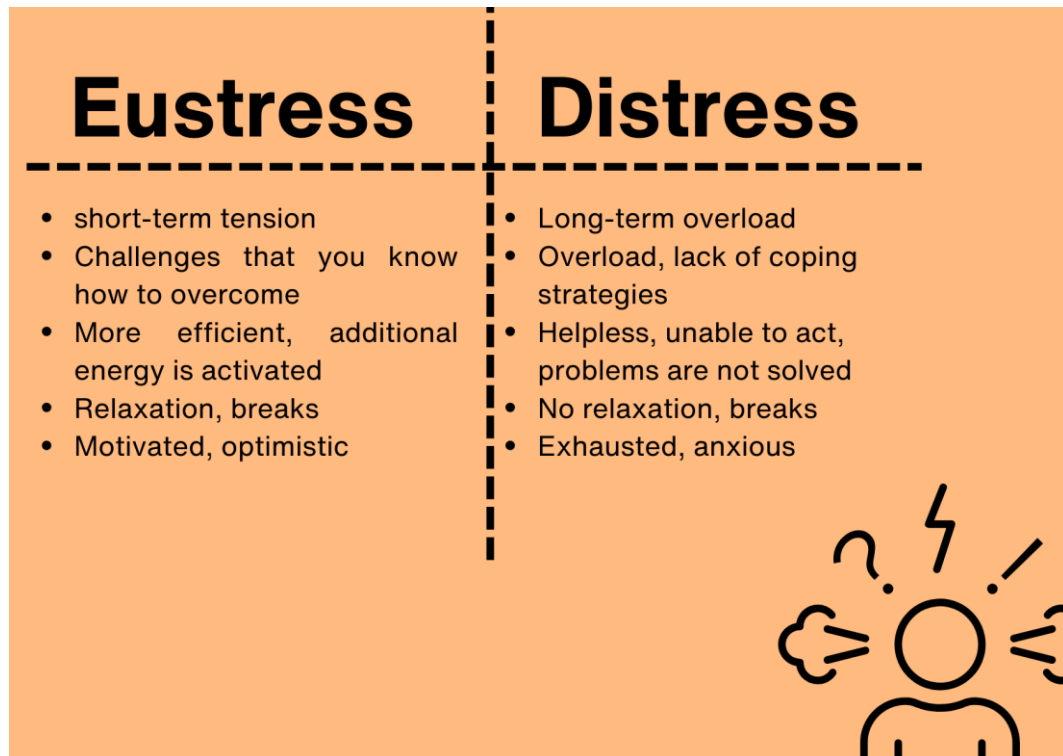 Eustress
• short-term tension
• Challenges that you know
how to overcome
• More efficient, additional
energy is activated
• Relaxation, breaks
• Motivated, optimistic
Distress
• Long-term overload
• Overload, lack of coping
strategies
• Helpless, unable to act,
problems are not solved
• No relaxation, breaks
• Exhausted, anxious